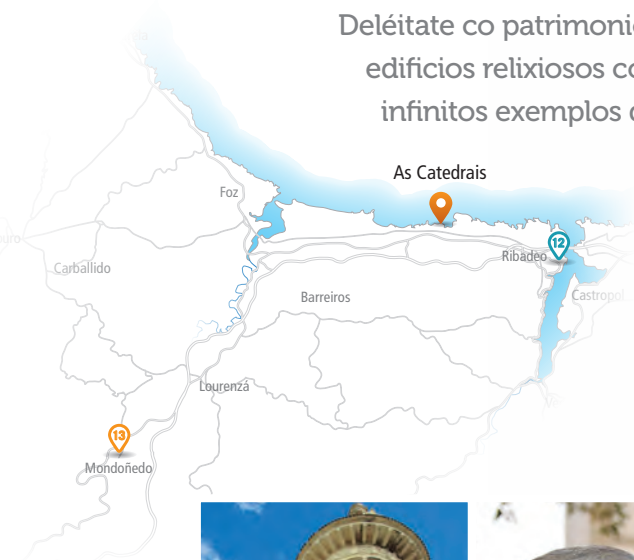 Deléitate co patrimonio
edificios relixiosos co
infinitos exemplos d
As Catedrais
Foz
12
Ribadeo
Carballido
Castropol
Barreiros
Lourenzá
13
Mondoñedo